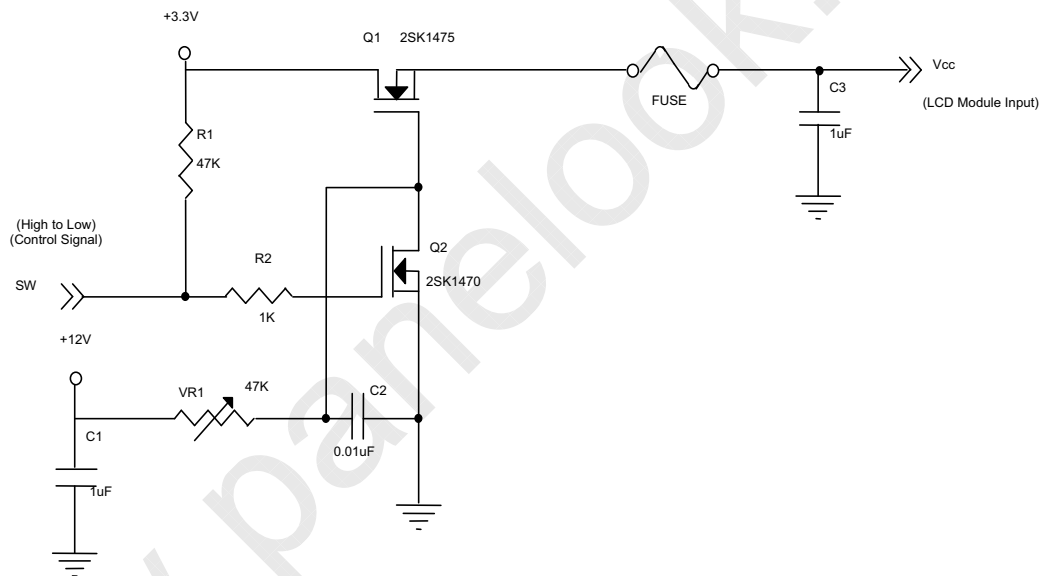 +3.3V
Q1 2SK1475
Vcc
FUSE
C3
(LCD Module Input)
R1
1uF
47K
(High to Low)
(Control Signal)
Q2
R2
2SK1470
SW
1K
+12V
VR1
47K
C2
C1
0.01uF
1uF
panelook.